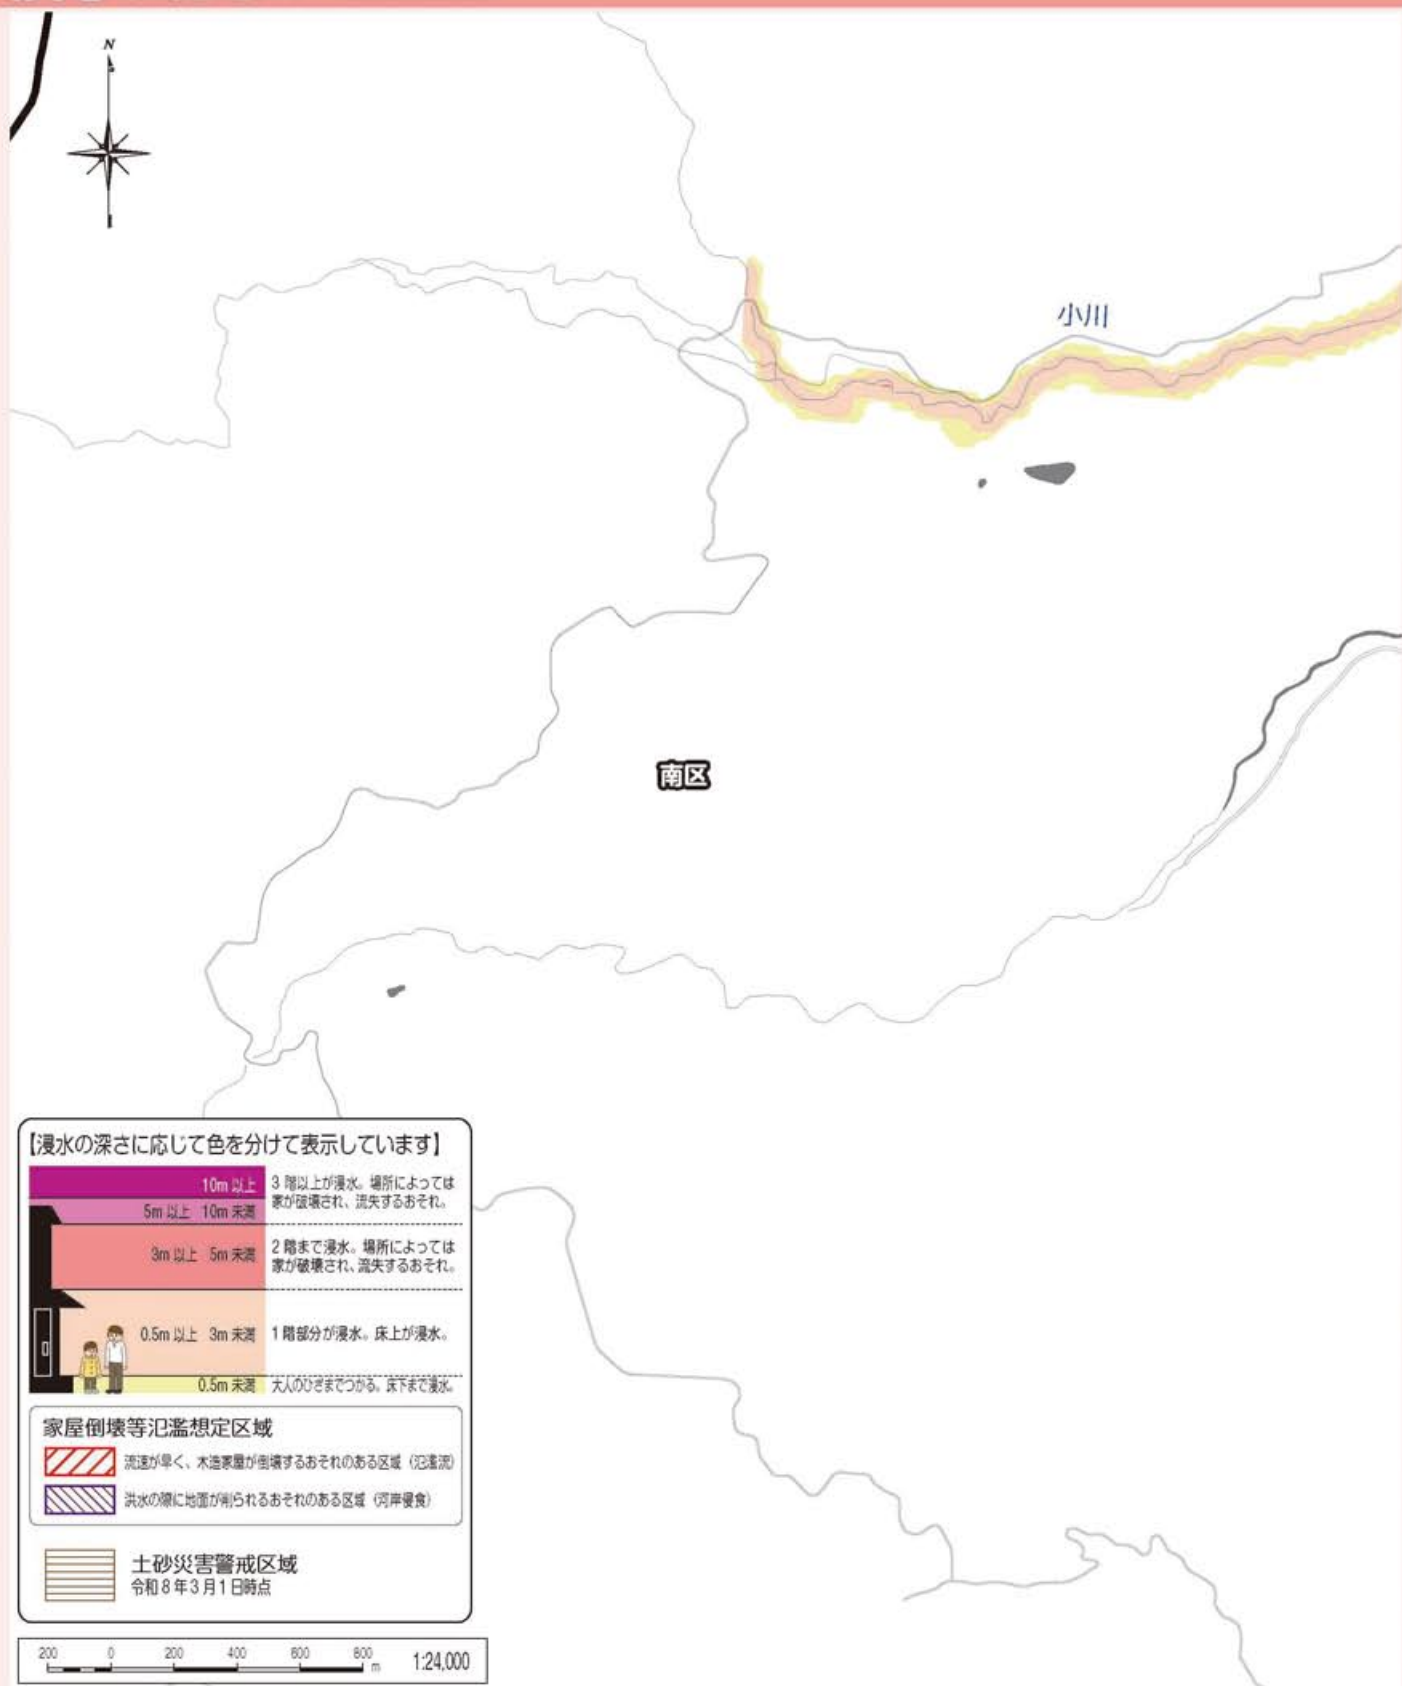 N
小川
南区
【浸水の深さに応じて色を分けて表示しています】
10m 以上
3 階以上が浸水。場所によっては
家が破壊され、流失するおそれ。
5m 以上 10m 未満
3m 以上 5m 未満
2 階まで浸水。場所によっては
家が破壊され、流失するおそれ。
0.5m 以上 3m 未満
1 階部分が浸水。床上が浸水。
0.5m 未満
大人のひざまでつかる。床下まで浸水。
家屋倒壊等氾濫想定区域
流速が早く、木造家屋が倒壊するおそれのある区域（氾濫流）
洪水の際に地面が削られるおそれのある区域（河岸侵食）
土砂災害警戒区域
令和 8 年 3 月 1 日時点
200 0 200 400 600 800 m 1:24,000